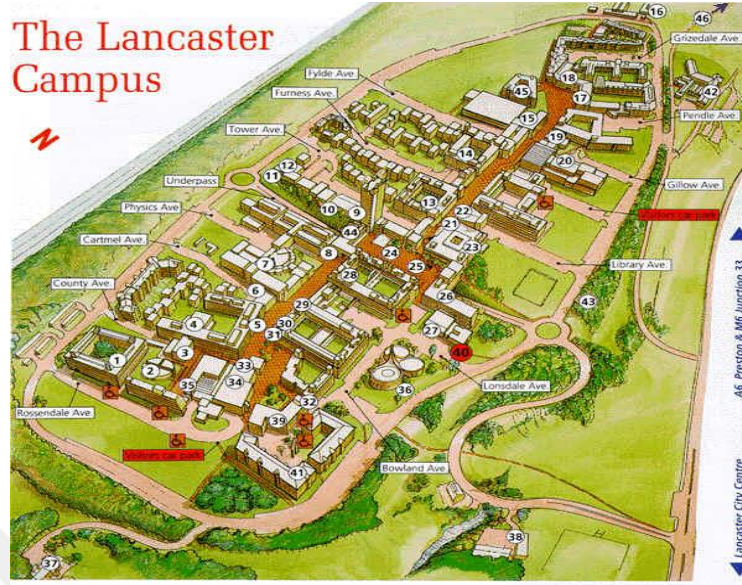 The Lancaster
Campus
N
16
46
Grizedale Ave.
Fylde Ave.
18
45
42
Furness Ave.
17
Pendle Ave.
15
Tower Ave.
19
14
20
12
11
Underpass
Gillow Ave.
13
Physics Ave.
10
9
22
Visitors car park
21
44
24
23
Cartmel Ave.
8
7
25
Library Ave.
28
County Ave.
6
26
43
29
4
5
30
27
31
40
3
1
33
2
34
36
Lonsdale Ave.
35
32
Rossendale Ave.
39
Visitors car park
41
Bowland Ave.
38
37
A6, Preston & M6 Junction 33
Lancaster City Centre